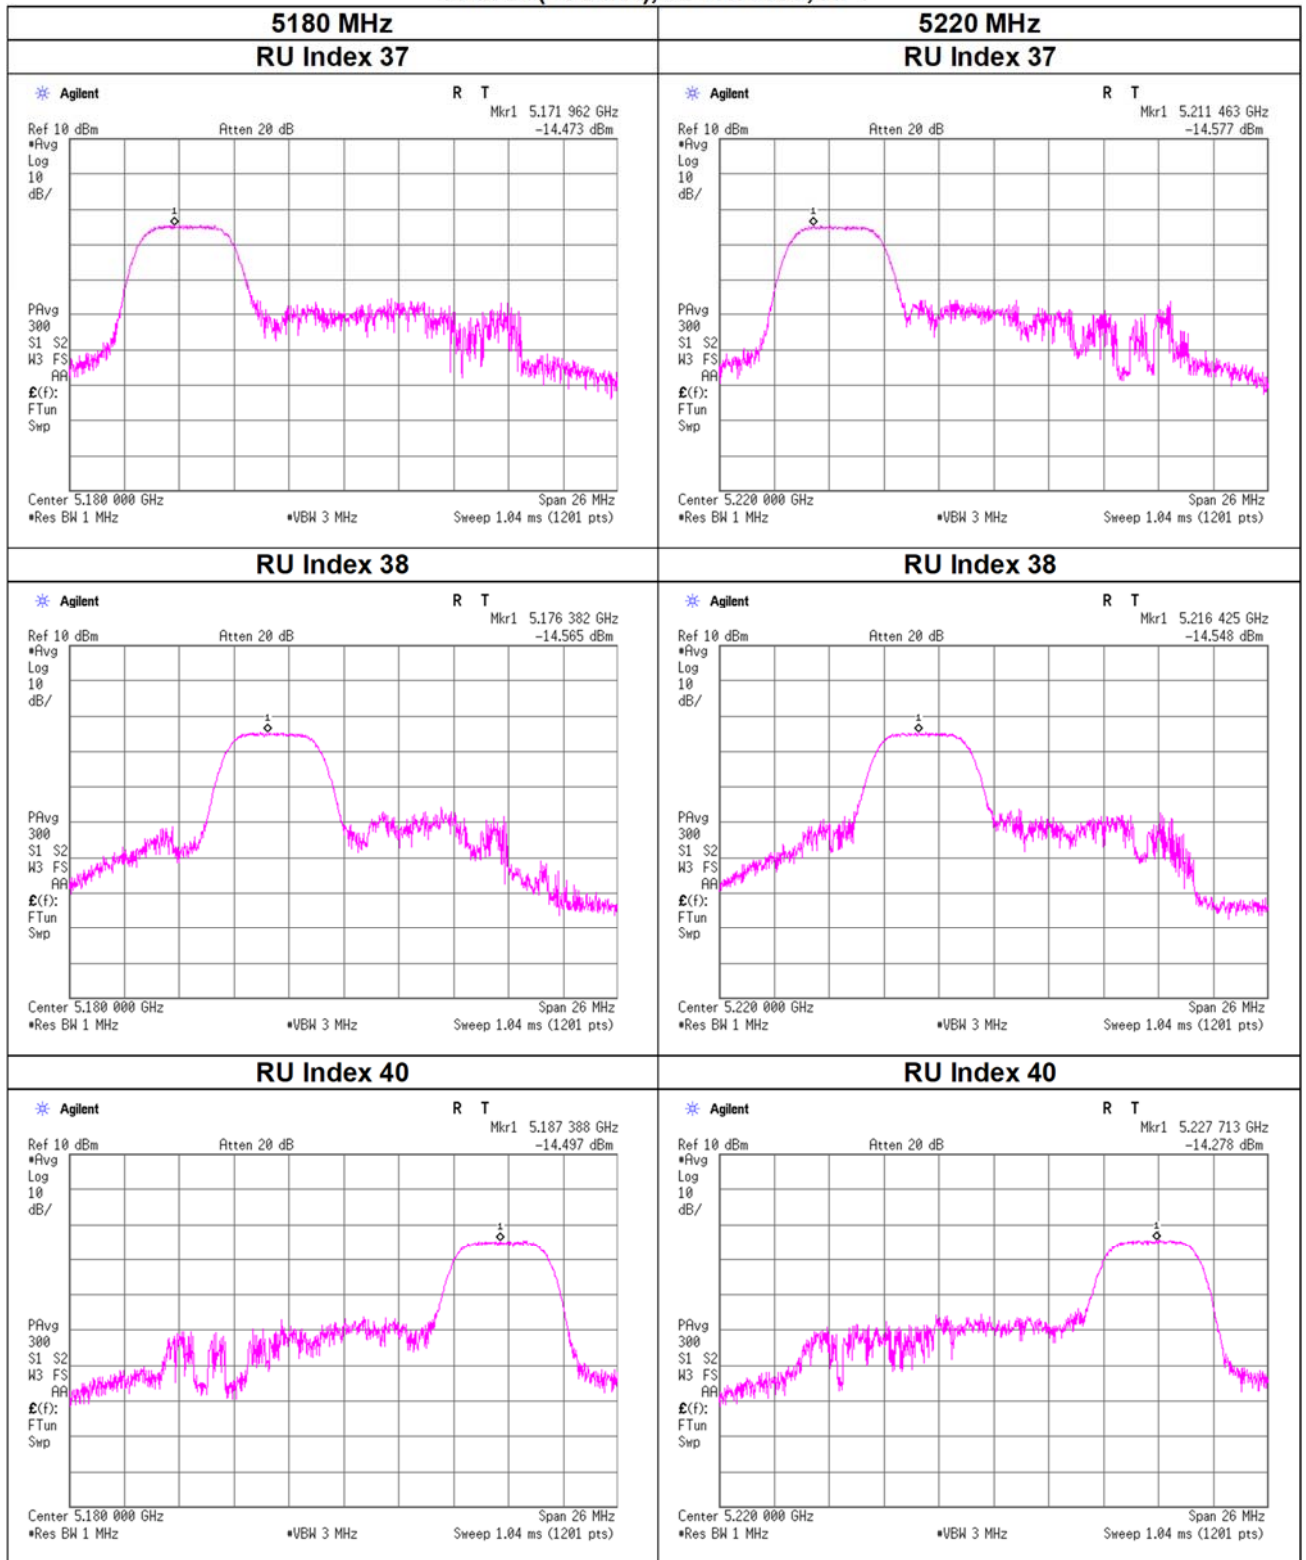 5180 MHz
5220 MHz
RU Index 37
RU Index 37
Agilent
R T
Mkr1 5.171 962 GHz
Ref 10 dBm
Atten 20 dB
-14.473 dBm
#Avg
Log
10
dB/
1
PAvg
300
S1 S2
W3 FS
AA
£(f):
FTun
Swp
Center 5.180 000 GHz
Span 26 MHz
#Res BW 1 MHz
#VBW 3 MHz
Sweep 1.04 ms (1201 pts)
Agilent
R T
Mkr1 5.211 463 GHz
Ref 10 dBm
Atten 20 dB
-14.577 dBm
#Avg
Log
10
dB/
1
PAvg
300
S1 S2
W3 FS
AA
£(f):
FTun
Swp
Center 5.220 000 GHz
Span 26 MHz
#Res BW 1 MHz
#VBW 3 MHz
Sweep 1.04 ms (1201 pts)
RU Index 38
RU Index 38
Agilent
R T
Mkr1 5.176 382 GHz
Ref 10 dBm
Atten 20 dB
-14.565 dBm
#Avg
Log
10
dB/
1
PAvg
300
S1 S2
W3 FS
AA
£(f):
FTun
Swp
Center 5.180 000 GHz
Span 26 MHz
#Res BW 1 MHz
#VBW 3 MHz
Sweep 1.04 ms (1201 pts)
Agilent
R T
Mkr1 5.216 425 GHz
Ref 10 dBm
Atten 20 dB
-14.548 dBm
#Avg
Log
10
dB/
1
PAvg
300
S1 S2
W3 FS
AA
£(f):
FTun
Swp
Center 5.220 000 GHz
Span 26 MHz
#Res BW 1 MHz
#VBW 3 MHz
Sweep 1.04 ms (1201 pts)
RU Index 40
RU Index 40
Agilent
R T
Mkr1 5.187 388 GHz
Ref 10 dBm
Atten 20 dB
-14.497 dBm
#Avg
Log
10
dB/
1
PAvg
300
S1 S2
W3 FS
AA
£(f):
FTun
Swp
Center 5.180 000 GHz
Span 26 MHz
#Res BW 1 MHz
#VBW 3 MHz
Sweep 1.04 ms (1201 pts)
Agilent
R T
Mkr1 5.227 713 GHz
Ref 10 dBm
Atten 20 dB
-14.278 dBm
#Avg
Log
10
dB/
1
PAvg
300
S1 S2
W3 FS
AA
£(f):
FTun
Swp
Center 5.220 000 GHz
Span 26 MHz
#Res BW 1 MHz
#VBW 3 MHz
Sweep 1.04 ms (1201 pts)